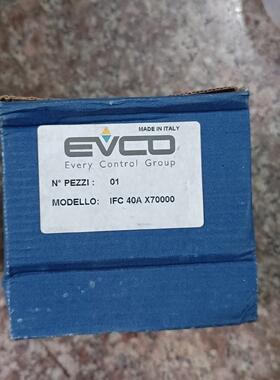 MADE IN ITALY
EVCO
Every Control Group
N° PEZZI : 01
MODELLO: IFC 40A X70000